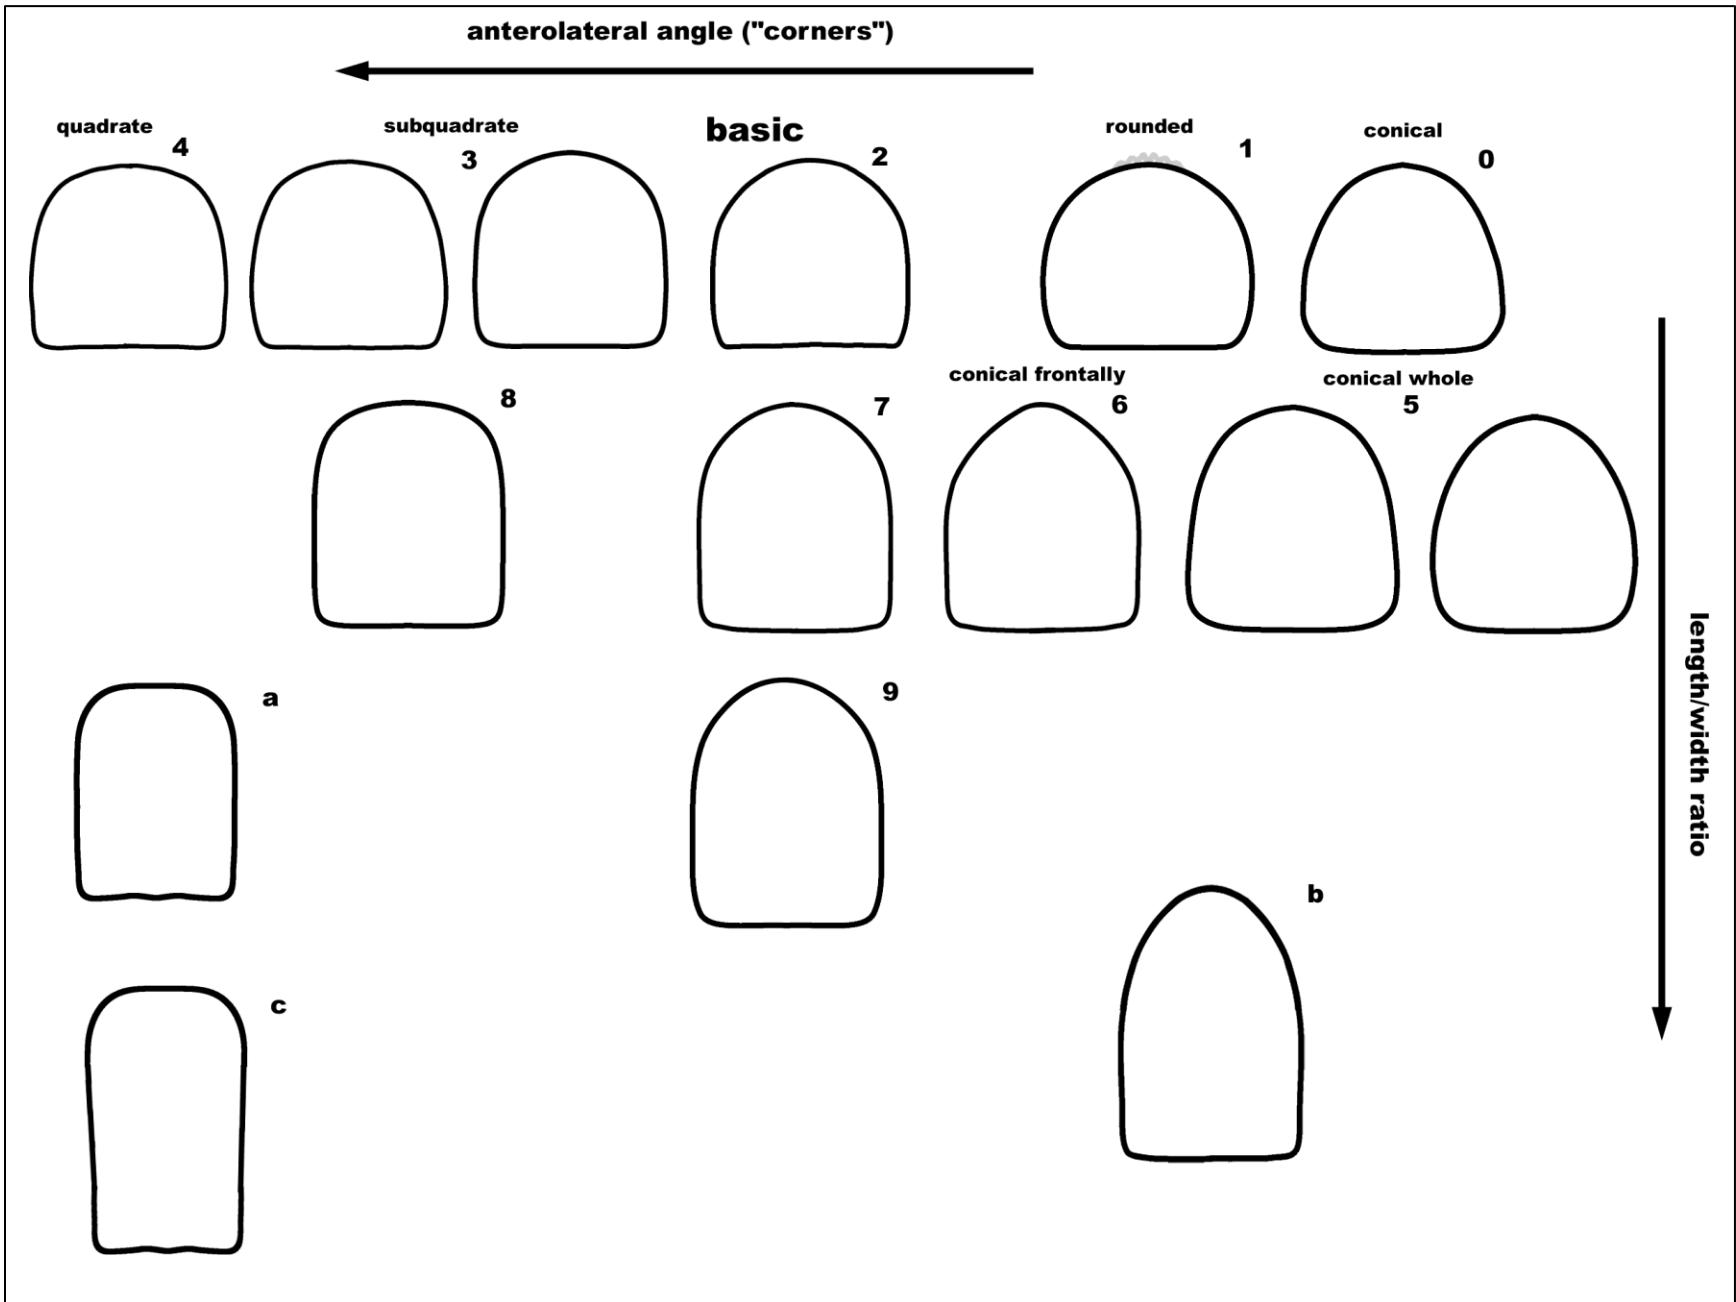 anterolateral angle ("corners")
quadrate
4
subquadrate
3
basic
2
rounded
1
conical
0
8
7
conical frontally
6
conical whole
5
a
9
b
c
length/width ratio